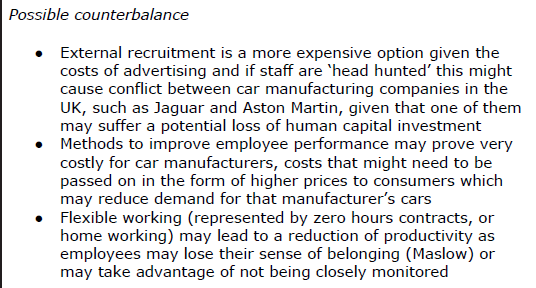 Possible counterbalance
● External recruitment is a more expensive option given the
costs of advertising and if staff are ‘head hunted’ this might
cause conflict between car manufacturing companies in the
UK, such as Jaguar and Aston Martin, given that one of them
may suffer a potential loss of human capital investment
● Methods to improve employee performance may prove very
costly for car manufacturers, costs that might need to be
passed on in the form of higher prices to consumers which
may reduce demand for that manufacturer’s cars
● Flexible working (represented by zero hours contracts, or
home working) may lead to a reduction of productivity as
employees may lose their sense of belonging (Maslow) or
may take advantage of not being closely monitored